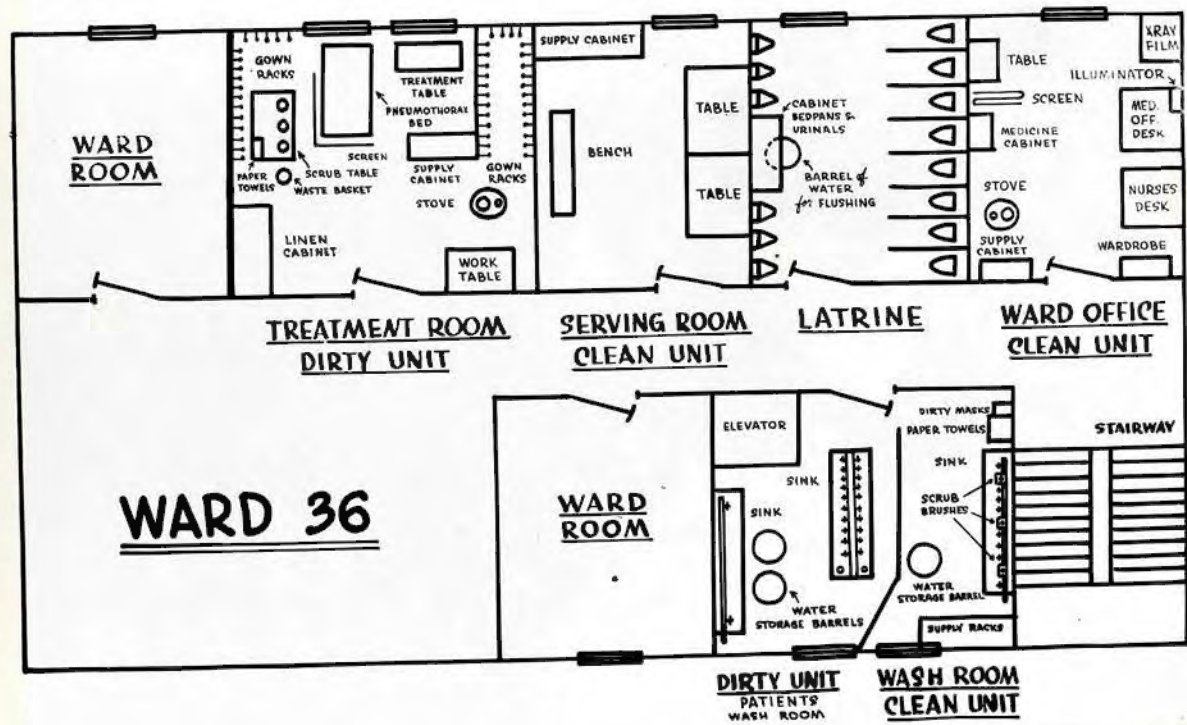 WARD
ROOM
GOWN
RACKS
PAPER
TOWELS
SCRUB TABLE
WASTE BASKET
SCREEN
LINEN
CABINET
PNEUMOTHORAX
BED
TREATMENT
TABLE
SUPPLY
CABINET
GOWN
RACKS
STOVE
WORK
TABLE
TREATMENT ROOM
DIRTY UNIT
SUPPLY CABINET
BENCH
TABLE
TABLE
SERVING ROOM
CLEAN UNIT
CABINET
BEDPANS &
URINALS
BARREL of
WATER
for FLUSHING
LATRINE
TABLE
SCREEN
MEDICINE
CABINET
STOVE
SUPPLY
CABINET
XRAY
FILM
ILLUMINATOR
MED.
OFF.
DESK
NURSES
DESK
WARDROBE
WARD OFFICE
CLEAN UNIT
WARD 36
WARD
ROOM
ELEVATOR
SINK
SINK
WATER
STORAGE BARRELS
DIRTY UNIT
PATIENTS
WASH ROOM
DIRTY MASKS
PAPER TOWELS
SINK
SCRUB
BRUSHES
WATER
STORAGE BARREL
SUPPLY RACKS
WASH ROOM
CLEAN UNIT
STAIRWAY